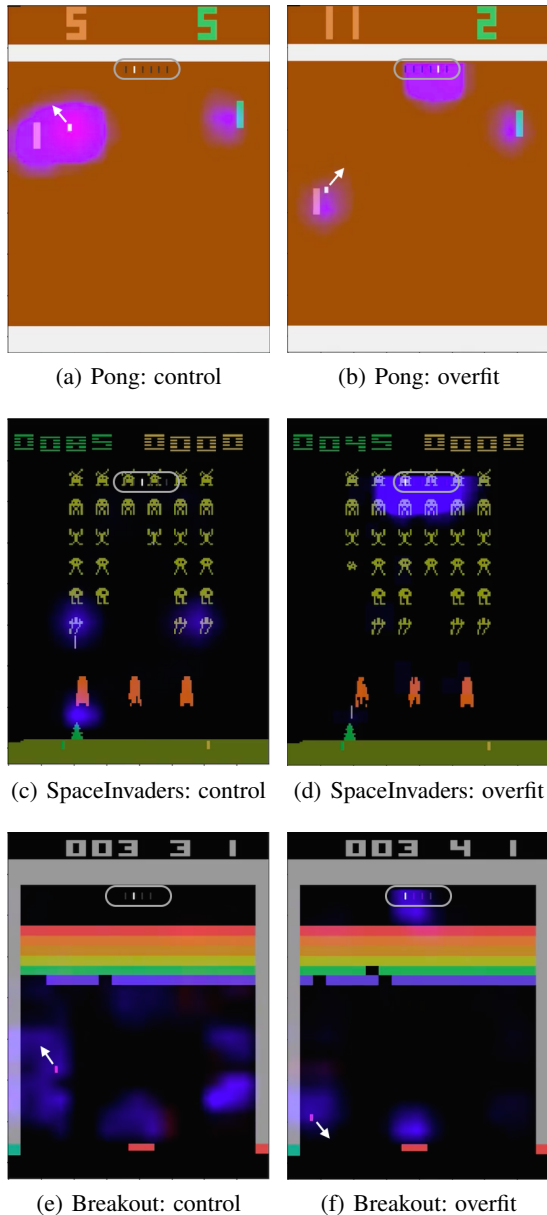 5 5 11 2
(a) Pong: control (b) Pong: overfit
0085 0000 0045 0000
(c) SpaceInvaders: control (d) SpaceInvaders: overfit
003 3 1 003 4 1
(e) Breakout: control (f) Breakout: overfit